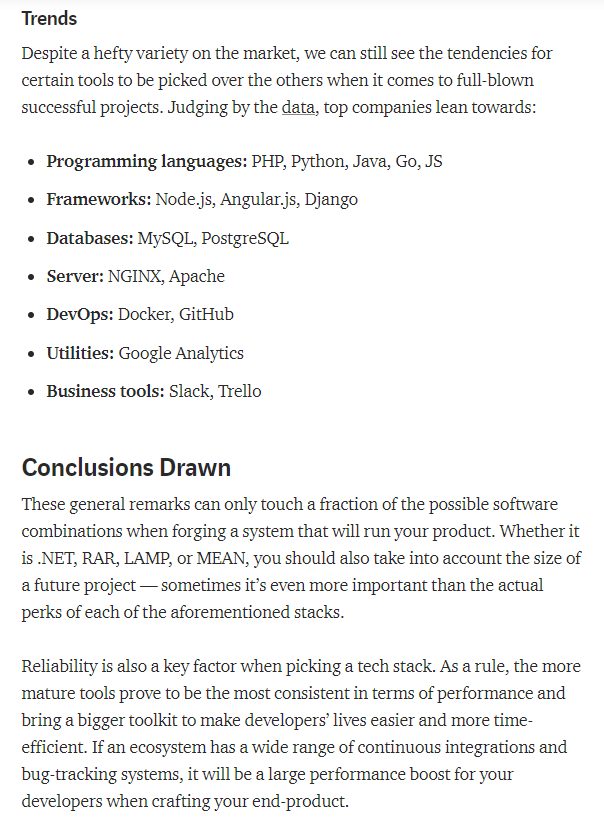 Trends
Despite a hefty variety on the market, we can still see the tendencies for
certain tools to be picked over the others when it comes to full-blown
successful projects. Judging by the data, top companies lean towards:
• Programming languages: PHP, Python, Java, Go, JS
• Frameworks: Node.js, Angular.js, Django
• Databases: MySQL, PostgreSQL
• Server: NGINX, Apache
• DevOps: Docker, GitHub
• Utilities: Google Analytics
• Business tools: Slack, Trello
Conclusions Drawn
These general remarks can only touch a fraction of the possible software
combinations when forging a system that will run your product. Whether it
is .NET, RAR, LAMP, or MEAN, you should also take into account the size of
a future project — sometimes it’s even more important than the actual
perks of each of the aforementioned stacks.
Reliability is also a key factor when picking a tech stack. As a rule, the more
mature tools prove to be the most consistent in terms of performance and
bring a bigger toolkit to make developers’ lives easier and more time-
efficient. If an ecosystem has a wide range of continuous integrations and
bug-tracking systems, it will be a large performance boost for your
developers when crafting your end-product.